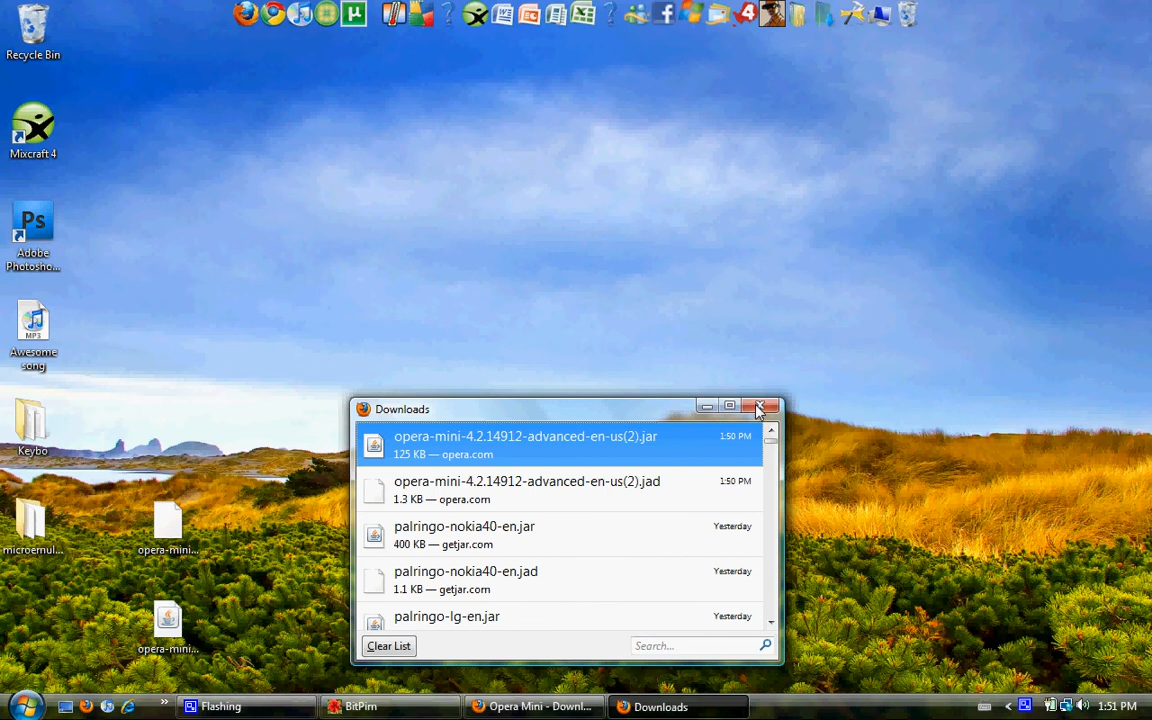 Recycle Bin
Mixcraft 4
Ps
Adobe
Photosho...
MP3
Awesome
song
Keybo
microemul...
opera-mini...
opera-mini...
Downloads
opera-mini-4.2.14912-advanced-en-us(2).jar
1:50 PM
125 KB — opera.com
opera-mini-4.2.14912-advanced-en-us(2).jad
1:50 PM
1.3 KB — opera.com
palringo-nokia40-en.jar
Yesterday
400 KB — getjar.com
palringo-nokia40-en.jad
Yesterday
1.1 KB — getjar.com
palringo-lg-en.jar
Yesterday
Clear List
Search...
Flashing
BitPim
Opera Mini - Downl...
Downloads
1:51 PM